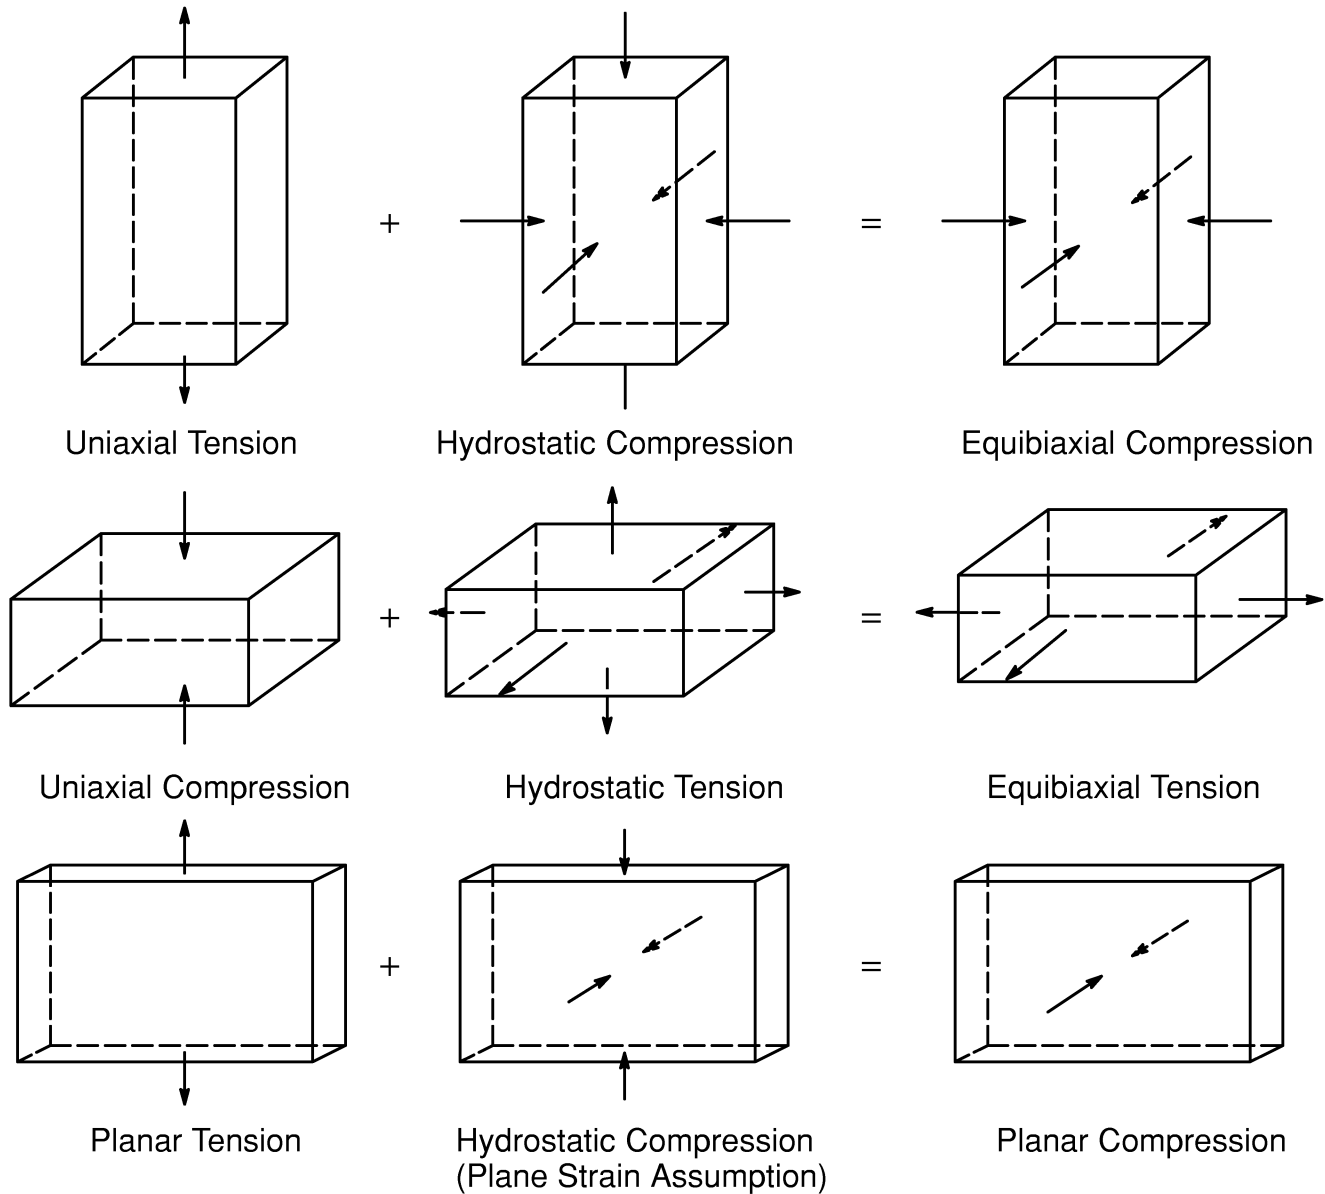 +
=
Uniaxial Tension
Hydrostatic Compression
Equibiaxial Compression
+
=
Uniaxial Compression
Hydrostatic Tension
Equibiaxial Tension
+
=
Planar Tension
Hydrostatic Compression
(Plane Strain Assumption)
Planar Compression